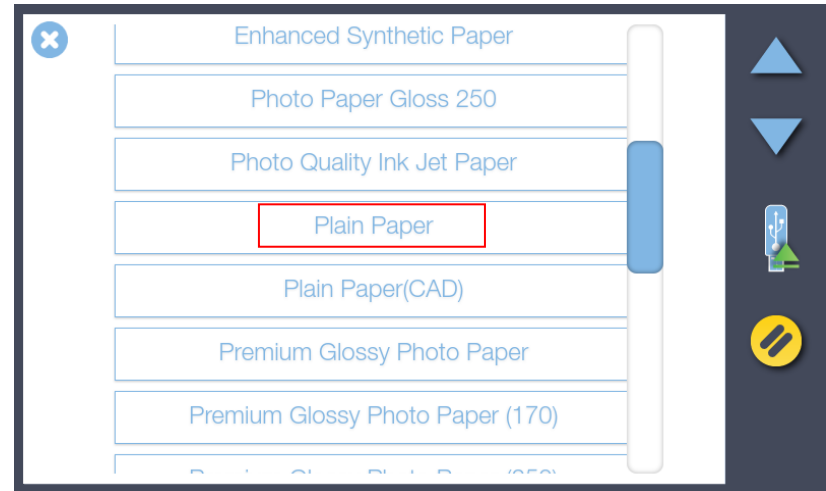 Enhanced Synthetic Paper
Photo Paper Gloss 250
Photo Quality Ink Jet Paper
Plain Paper
Plain Paper(CAD)
Premium Glossy Photo Paper
Premium Glossy Photo Paper (170)